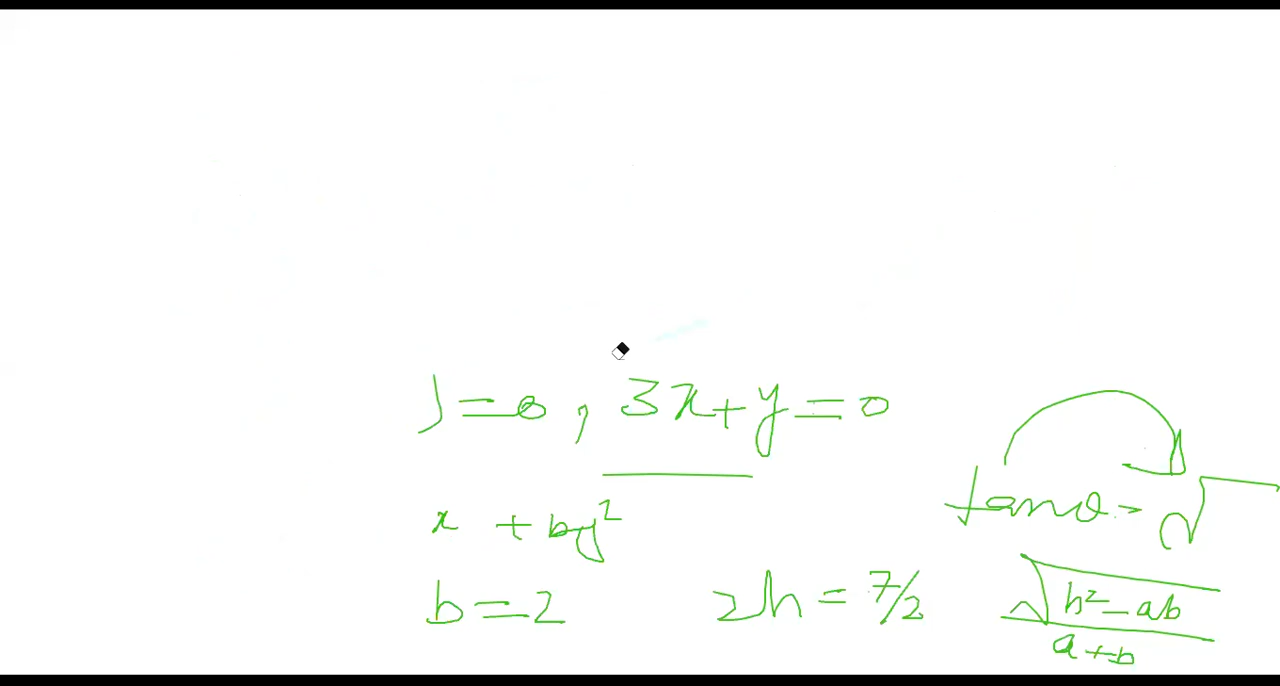 ) = 0 , 3x + y = 0
tanθ = √
x + by²
b = 2 2h = 7/2 √h² - ab
a + b